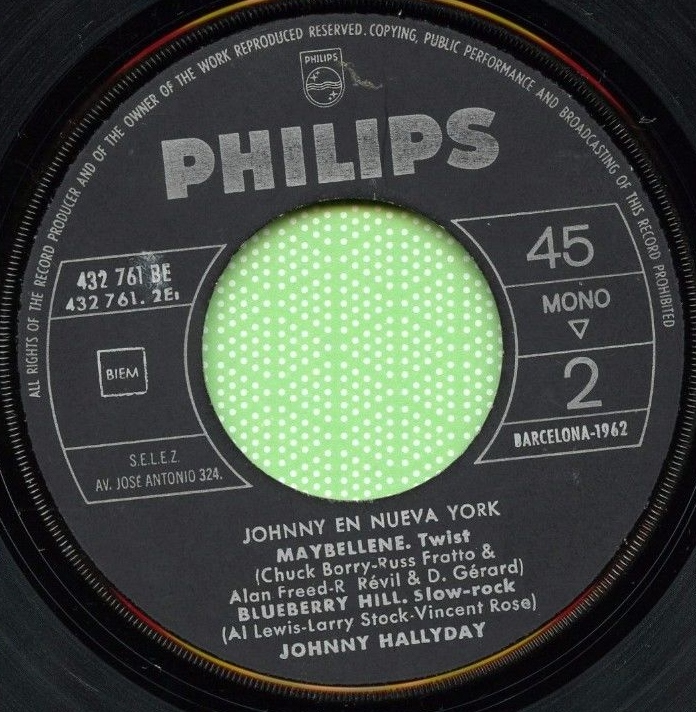 ALL RIGHTS OF THE RECORD PRODUCER AND OF THE OWNER OF THE WORK REPRODUCED RESERVED. COPYING, PUBLIC PERFORMANCE AND BROADCASTING OF THIS RECORD PROHIBITED
PHILIPS
PHILIPS
432 761 BE
432 761. 2E1
BIEM
S.E.L.E.Z.
AV. JOSE ANTONIO 324.
45
MONO
2
BARCELONA-1962
JOHNNY EN NUEVA YORK
MAYBELLENE. Twist
(Chuck Borry-Russ Fratto &
Alan Freed-R Révil & D. Gérard)
BLUEBERRY HILL. Slow-rock
(Al Lewis-Larry Stock-Vincent Rose)
JOHNNY HALLYDAY